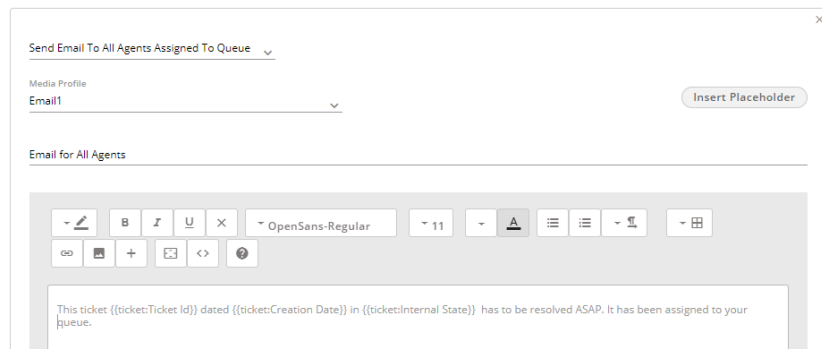 Send Email To All Agents Assigned To Queue
Media Profile
Email1
Insert Placeholder
Email for All Agents
B I U OpenSans-Regular 11 A
This ticket {{ticket:Ticket Id}} dated {{ticket:Creation Date}} in {{ticket:Internal State}} has to be resolved ASAP. It has been assigned to your
queue.